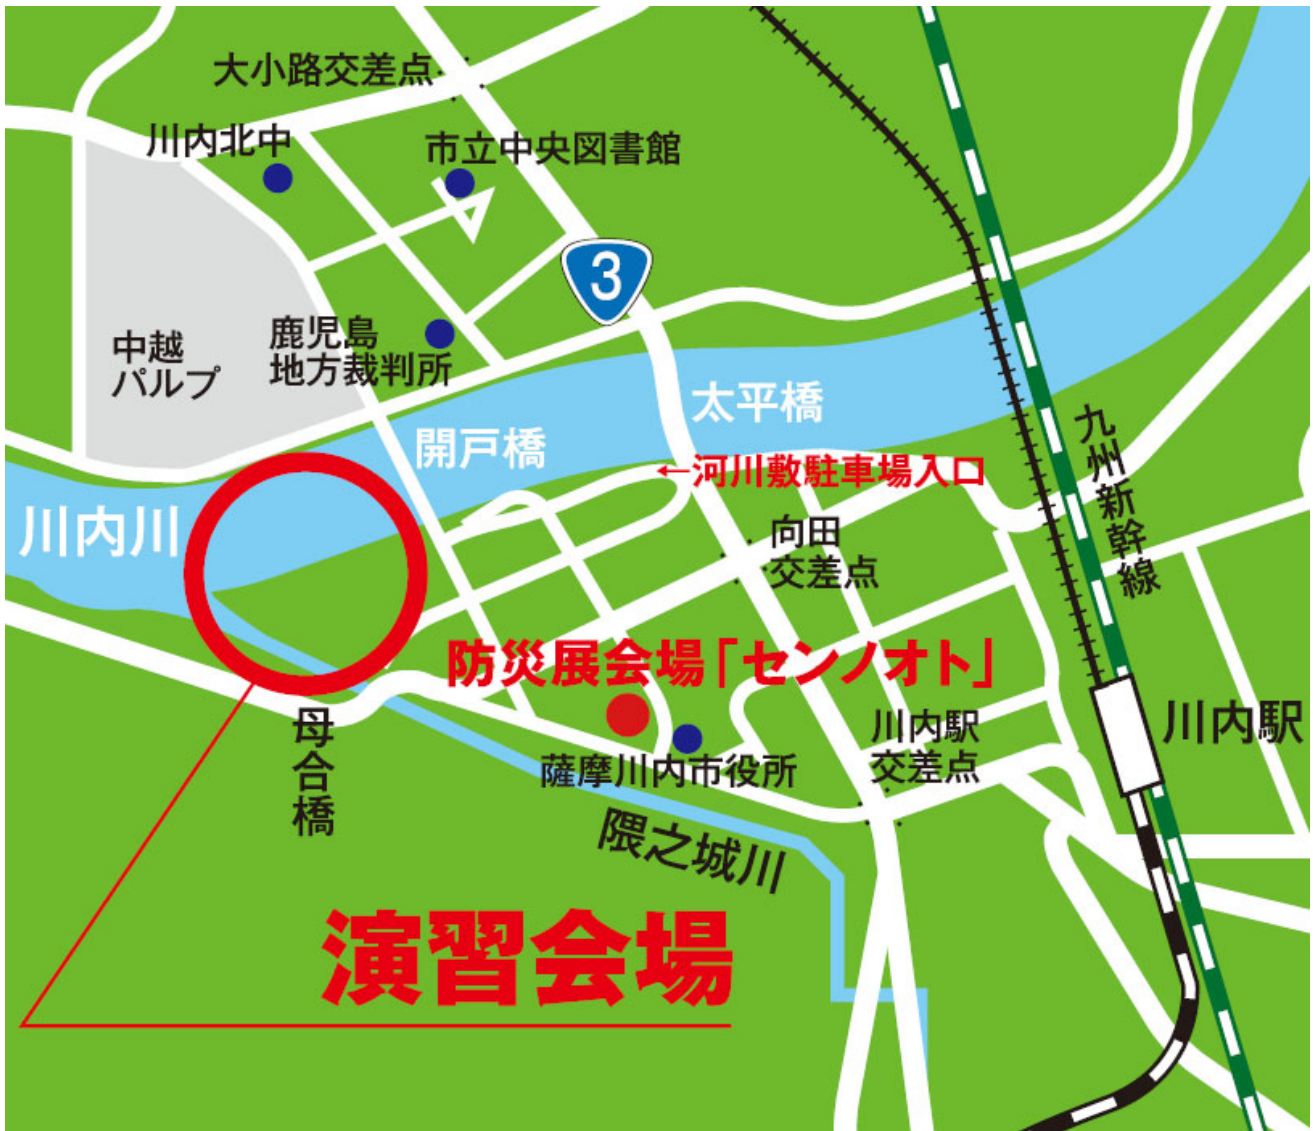 大小路交差点
川内北中
市立中央図書館
3
鹿児島
地方裁判所
中越
パルプ
太平橋
開戸橋
九州新幹線
←河川敷駐車場入口
川内川
向田
交差点
防災展会場「センノオト」
母合橋
川内駅
交差点
川内駅
薩摩川内市役所
隈之城川
演習会場